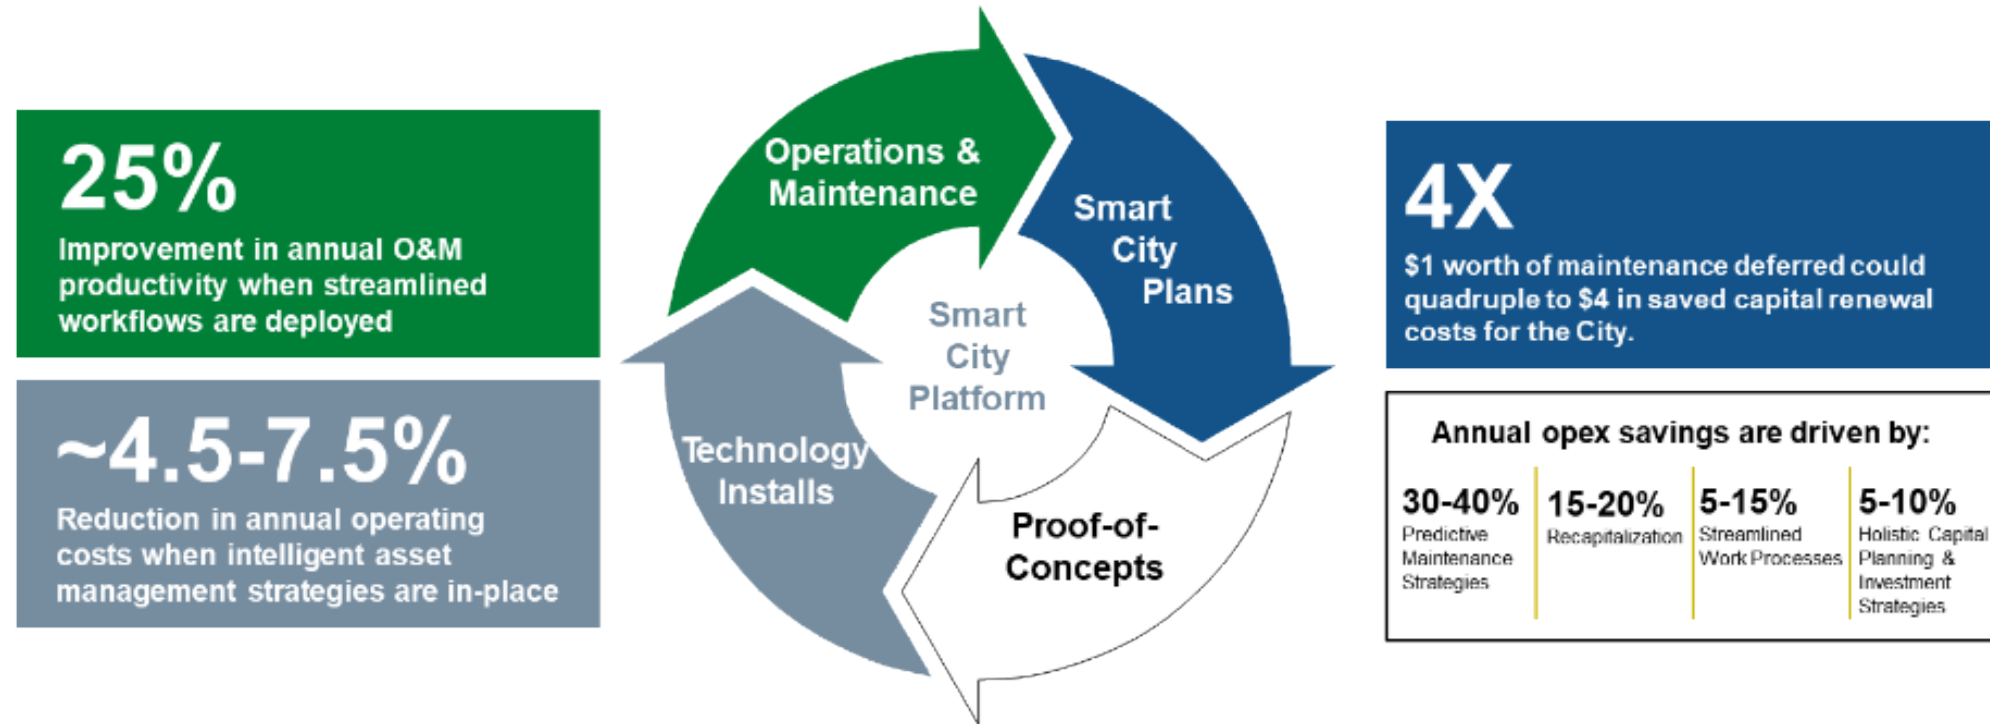 25%
Improvement in annual O&M
productivity when streamlined
workflows are deployed
~4.5-7.5%
Reduction in annual operating
costs when intelligent asset
management strategies are in-place
Operations &
Maintenance
Smart
City
Plans
Smart
City
Platform
Technology
Installs
Proof-of-
Concepts
4X
$1 worth of maintenance deferred could
quadruple to $4 in saved capital renewal
costs for the City.
Annual opex savings are driven by:
30-40%
Predictive
Maintenance
Strategies
15-20%
Recapitalization
5-15%
Streamlined
Work Processes
5-10%
Holistic Capital
Planning &
Investment
Strategies